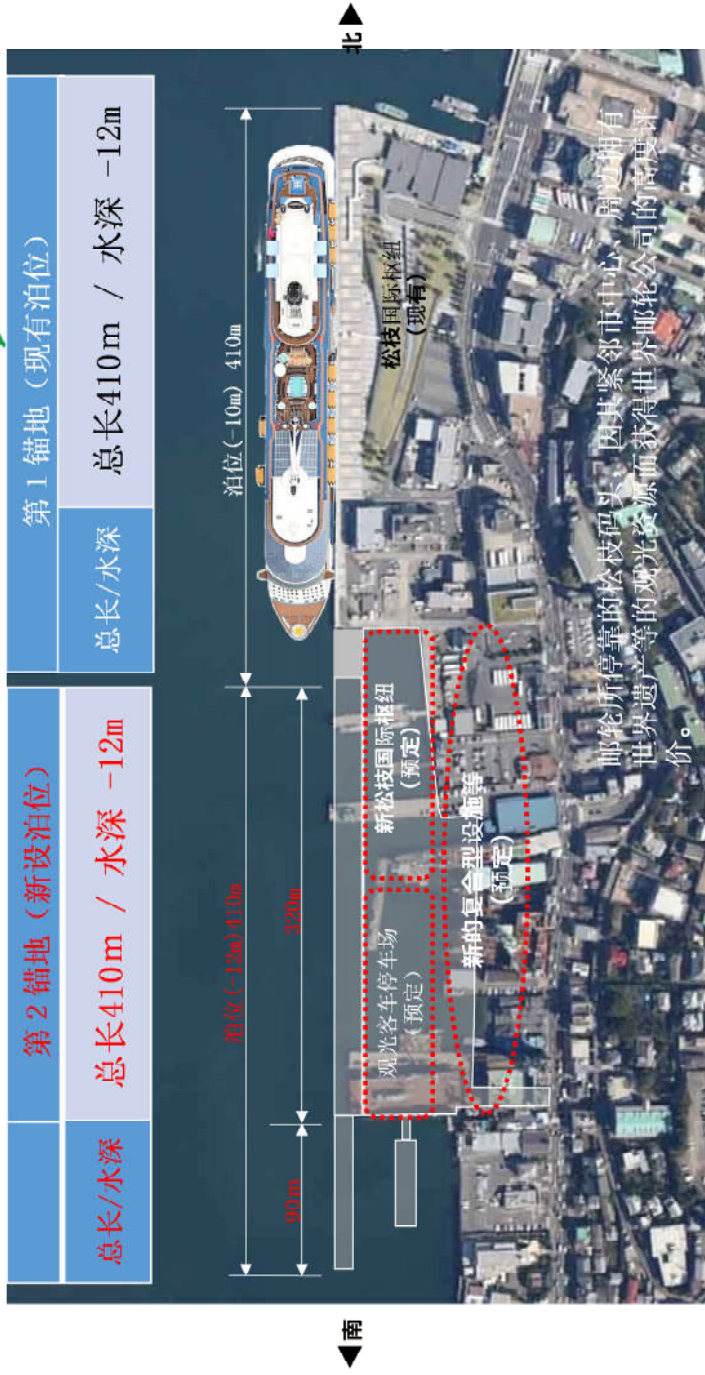 第2锚地（新设泊位）
第1锚地（现有泊位）
总长/水深
总长410m / 水深 -12m
总长/水深
总长410m / 水深 -12m
泊位(-12m)410m
泊位(-10m) 410m
90m
320m
◀南
北▶
观光客车停车场
（预定）
新松枝国际枢纽
（预定）
松枝国际枢纽
（现有）
新的复合型设施等
（预定）
邮轮所停靠的松枝码头，因其紧邻市中心、周边拥有
世界遗产等的观光资源而获得世界邮轮公司的高度评
价。